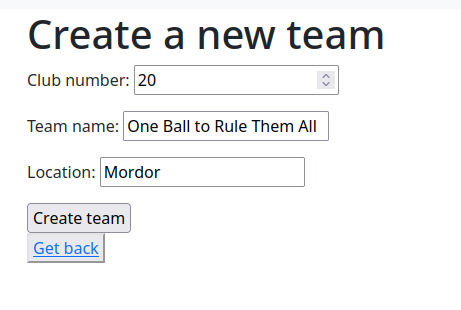 Create a new team
Club number: 20
Team name: One Ball to Rule Them All
Location: Mordor
Create team
Get back